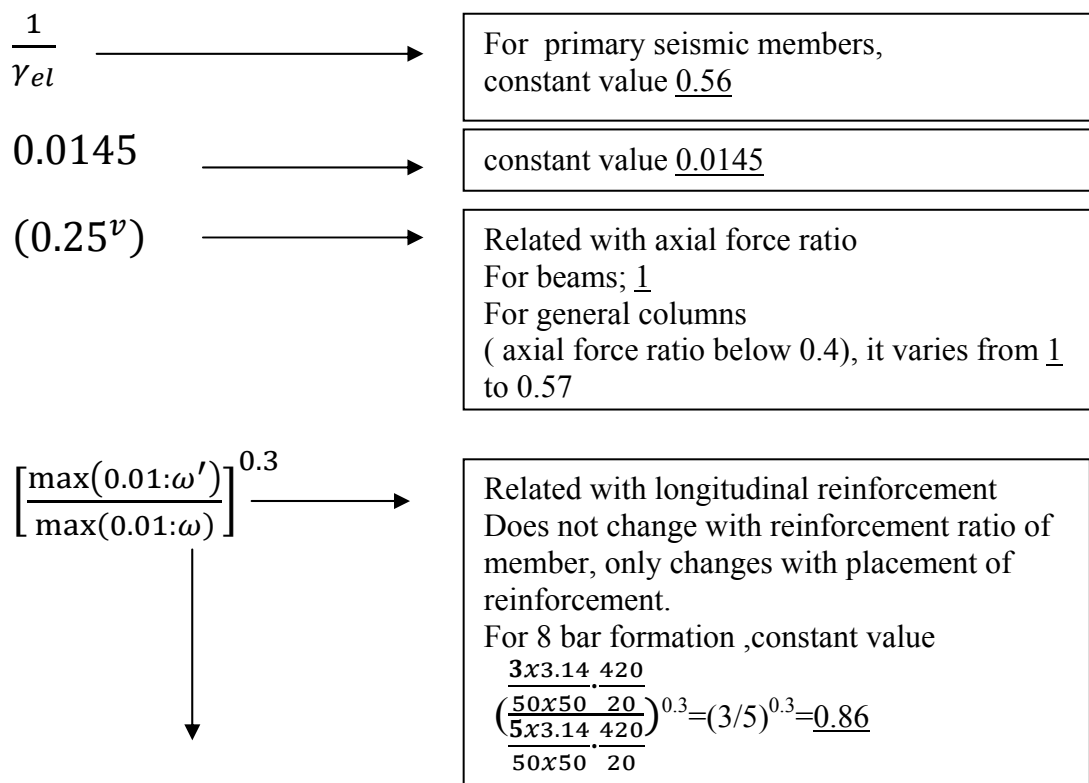 1
γel
For primary seismic members,
constant value 0.56
0.0145
constant value 0.0145
(0.25^v)
Related with axial force ratio
For beams; 1
For general columns
( axial force ratio below 0.4), it varies from 1
to 0.57
[max(0.01:ω′)/max(0.01:ω)]^0.3
Related with longitudinal reinforcement
Does not change with reinforcement ratio of
member, only changes with placement of
reinforcement.
For 8 bar formation ,constant value
(3x3.14/50x50 . 420/20 / 5x3.14/50x50 . 420/20)^0.3=(3/5)^0.3=0.86